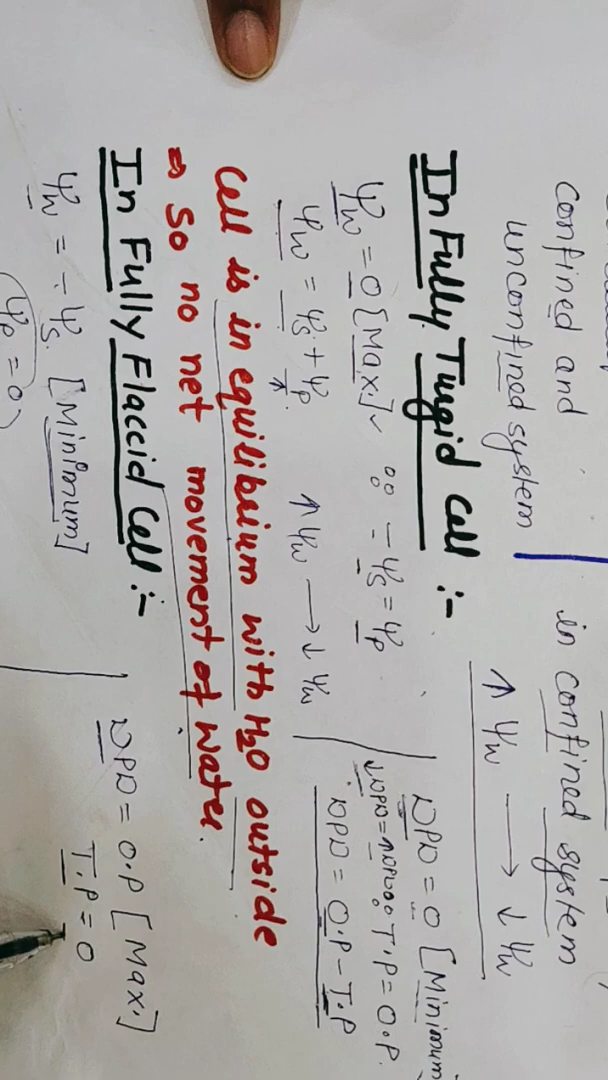 confined and
unconfined system
in confined system
↑ Ψw → ↓ Ψw
In Fully Turgid cell :-
Ψw = 0 [Max.] ✓ ∵ -Ψs = Ψp
Ψw = Ψs + Ψp.
↑ Ψw → ↓ Ψw
DPD = 0 [Minimum
T.P = O.P.
DPD = O.P - T.P
Cell is in equilibrium with H2O outside
⇒ So no net movement of water.
In Fully Flaccid Cell :-
Ψw = -Ψs. [Minimum]
(Ψp = 0)
DPD = O.P [Max.]
T.P = 0